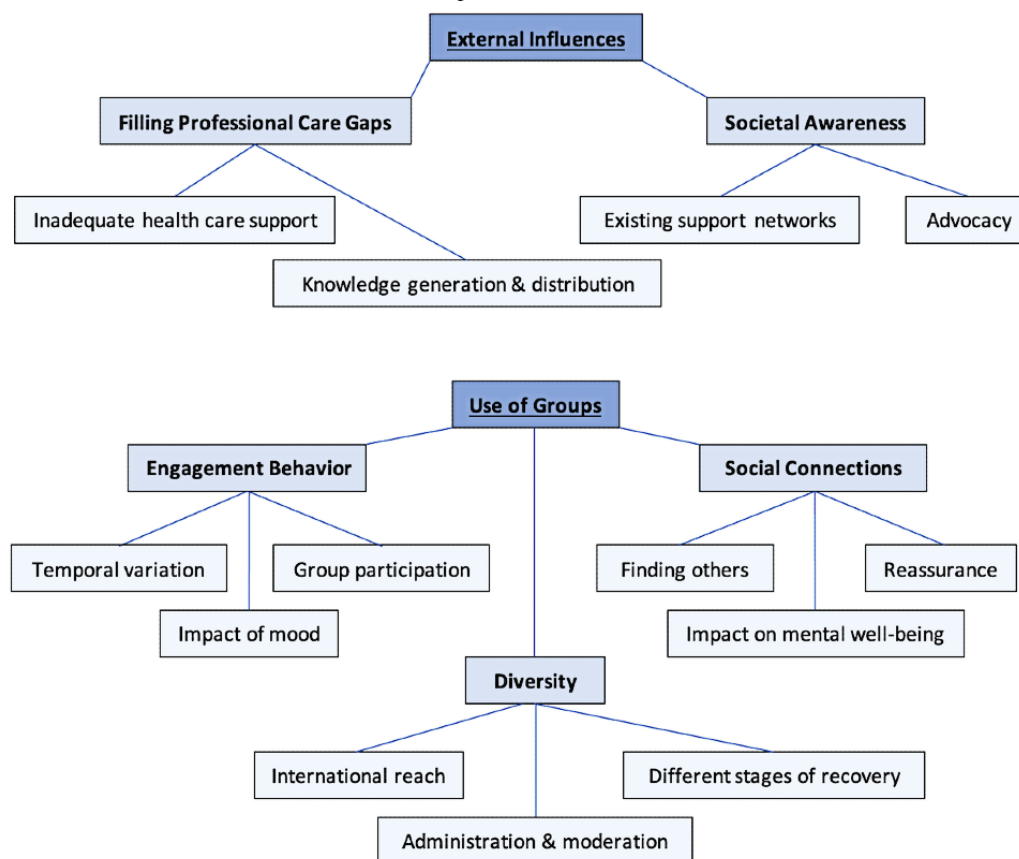 External Influences
Filling Professional Care Gaps
Societal Awareness
Inadequate health care support
Existing support networks
Advocacy
Knowledge generation & distribution
Use of Groups
Engagement Behavior
Social Connections
Temporal variation
Group participation
Finding others
Reassurance
Impact of mood
Impact on mental well-being
Diversity
International reach
Different stages of recovery
Administration & moderation